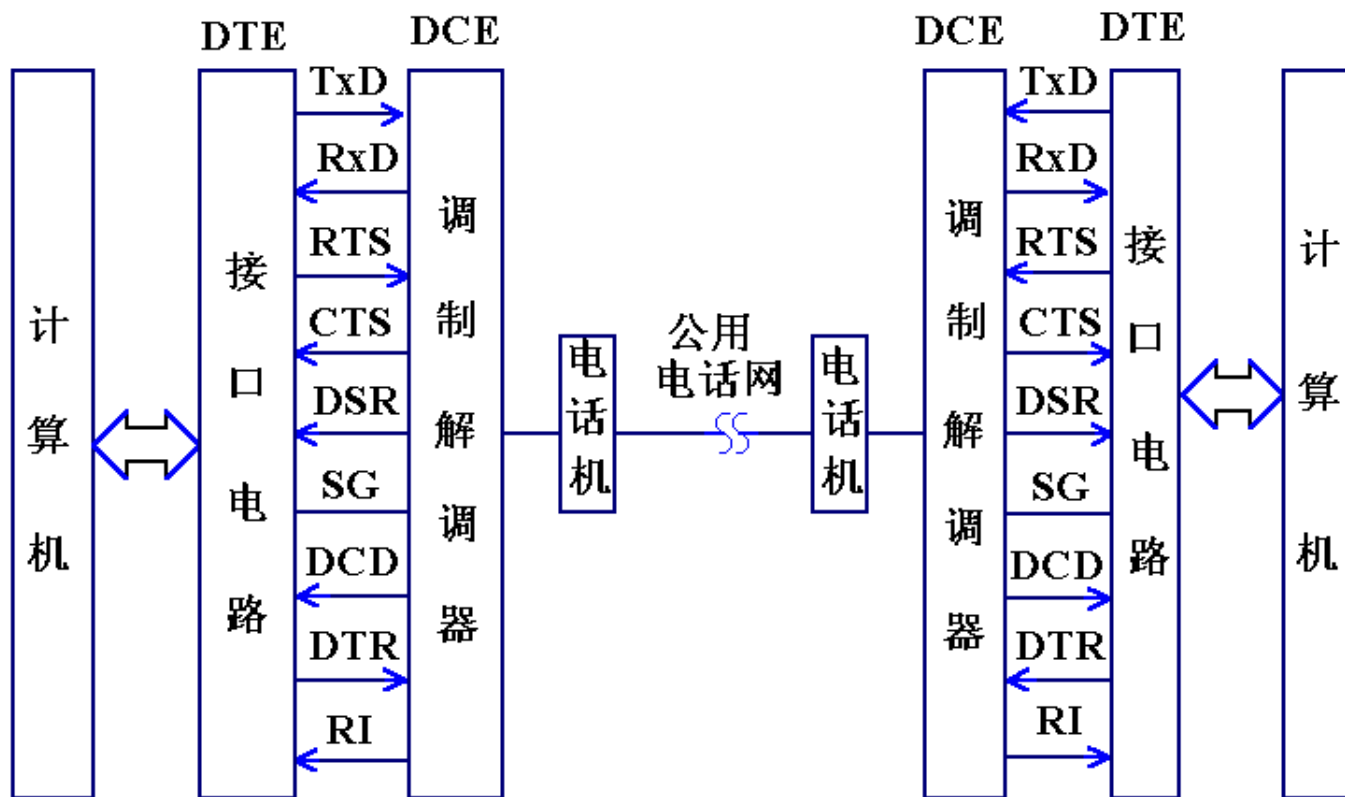 DTE
DCE
DCE
DTE
计算机
接口电路
TxD
RxD
RTS
CTS
DSR
SG
DCD
DTR
RI
调制解调器
电话机
公用
电话网
电话机
调制解调器
TxD
RxD
RTS
CTS
DSR
SG
DCD
DTR
RI
接口电路
计算机